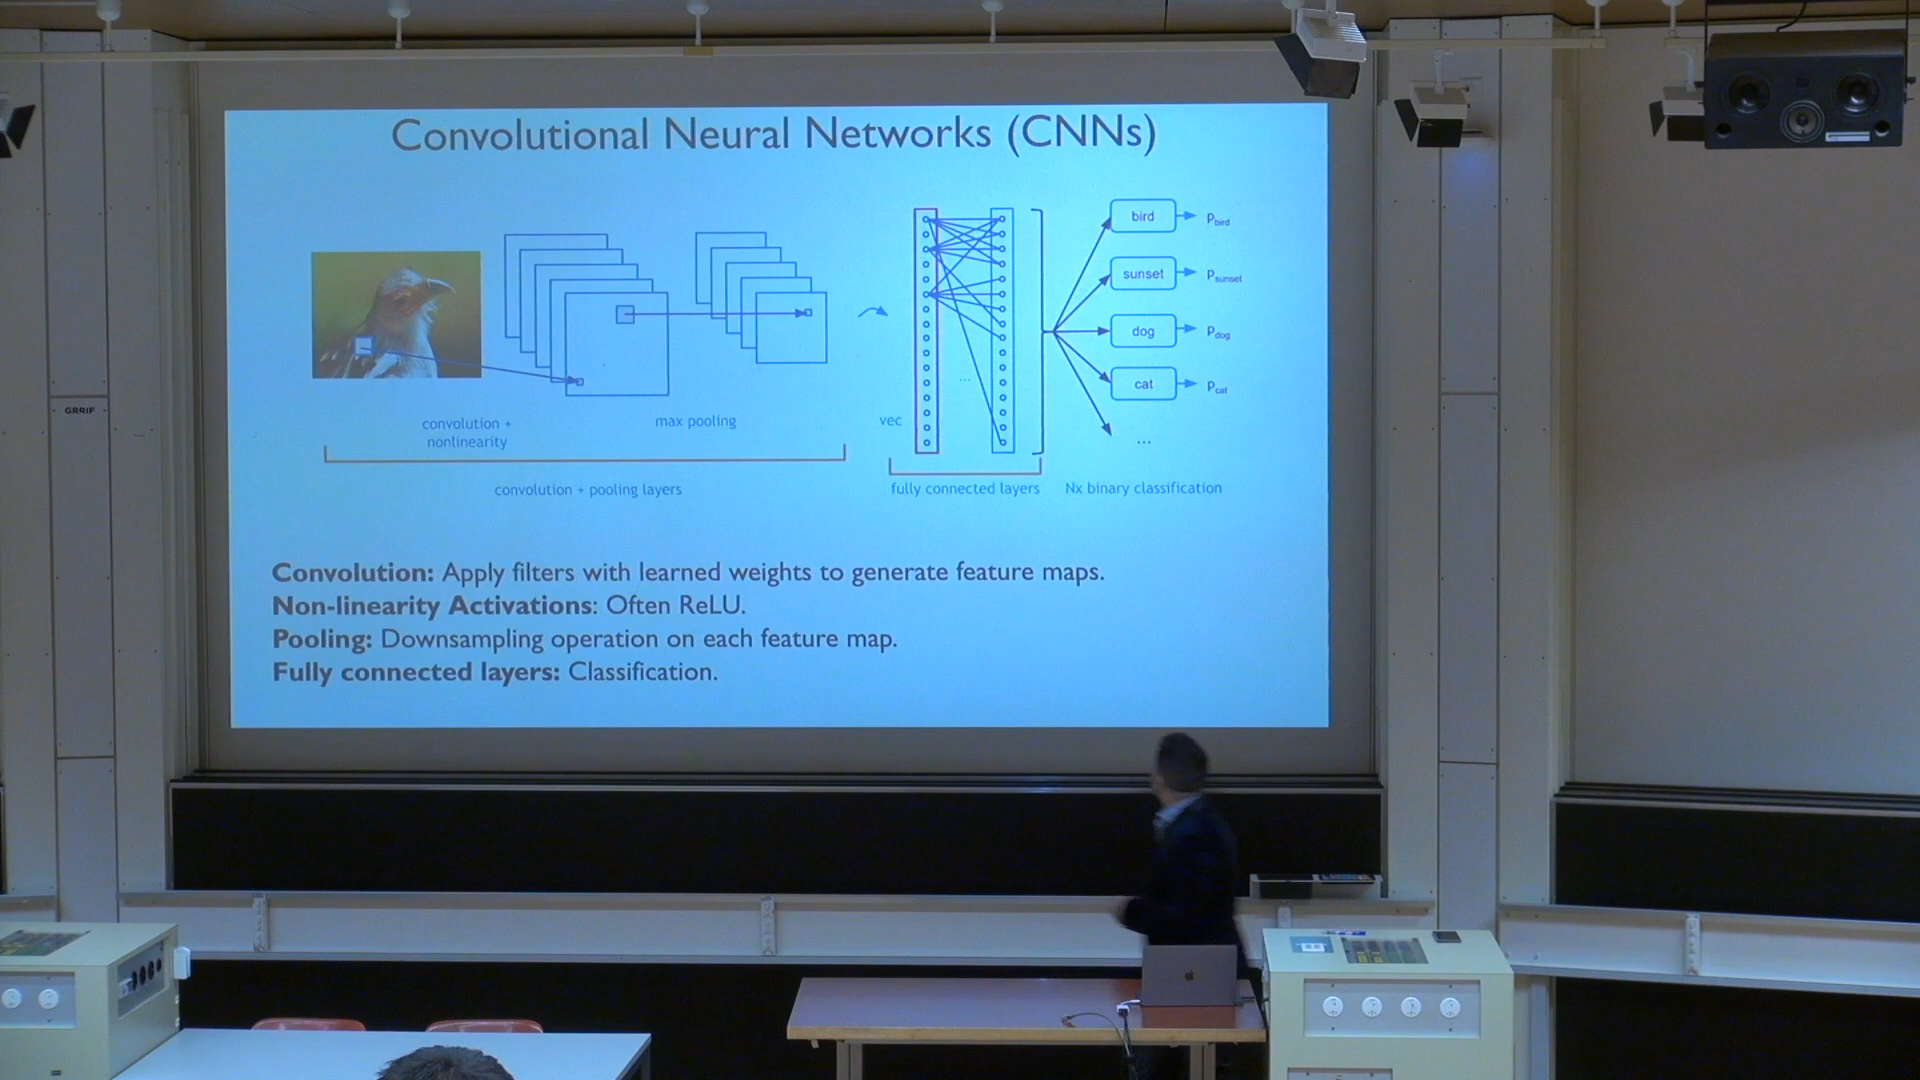 Convolutional Neural Networks (CNNs)
bird
Pbird
sunset
Psunset
dog
Pdog
cat
Pcat
...
...
convolution +
nonlinearity
max pooling
vec
convolution + pooling layers
fully connected layers
Nx binary classification
Convolution: Apply filters with learned weights to generate feature maps.
Non-linearity Activations: Often ReLU.
Pooling: Downsampling operation on each feature map.
Fully connected layers: Classification.
GRRIF